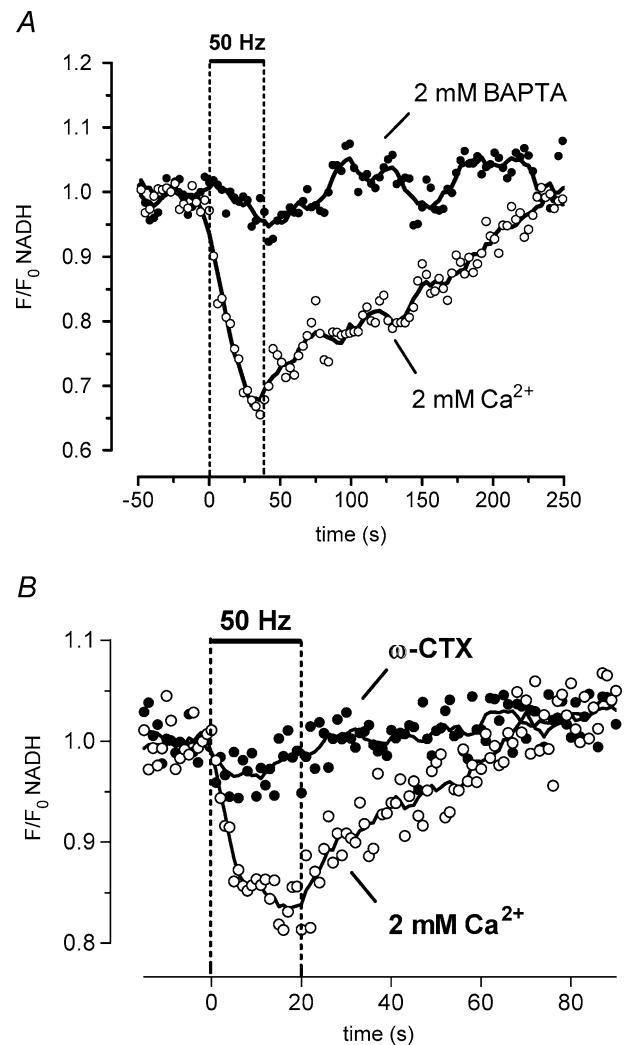 A
50 Hz
1.2
2 mM BAPTA
1.1
1.0
F/F0 NADH
0.9
0.8
0.7
2 mM Ca2+
0.6
-50 0 50 100 150 200 250
time (s)
B
50 Hz
1.1
ω-CTX
1.0
F/F0 NADH
0.9
2 mM Ca2+
0.8
0 20 40 60 80
time (s)